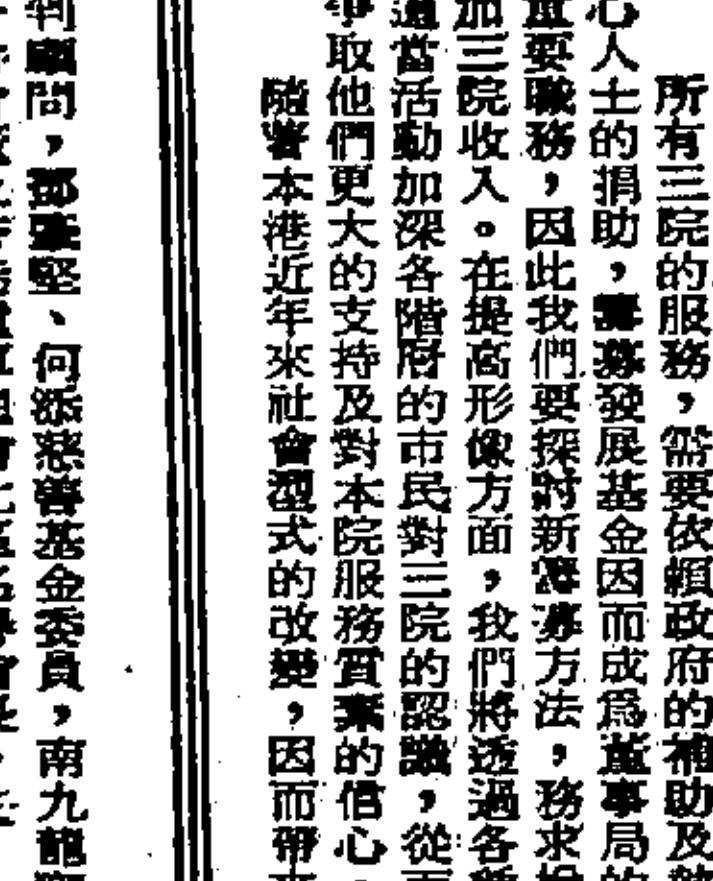 所有三院的服務，需要依賴政府的補助及
心人士的捐助，籌募發展基金因而成為董事局的
重要職務，因此我們要探討新籌募方法，務求
加三院收入。在提高形像方面，我們將透過各種
適當活動加深各階層的市民對三院的認識，從而
爭取他們更大的支持及對本院服務質素的信心。
隨著本港近年來社會型式的改變，因而帶來
判顧問，鄧肇堅、何添慈善基金委員，南九龍